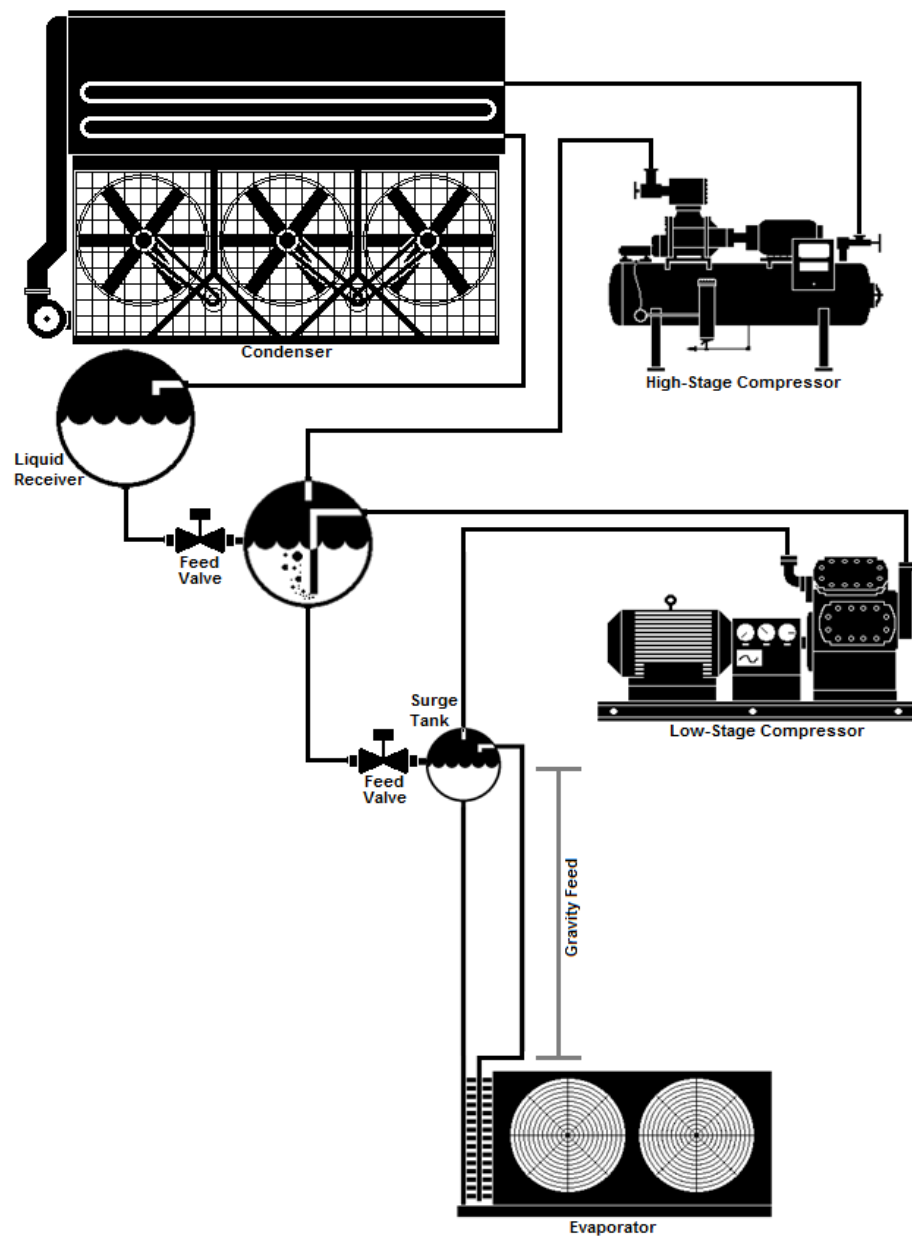 Condenser
High-Stage Compressor
Liquid
Receiver
Feed
Valve
Surge
Tank
Low-Stage Compressor
Feed
Valve
Gravity Feed
Evaporator